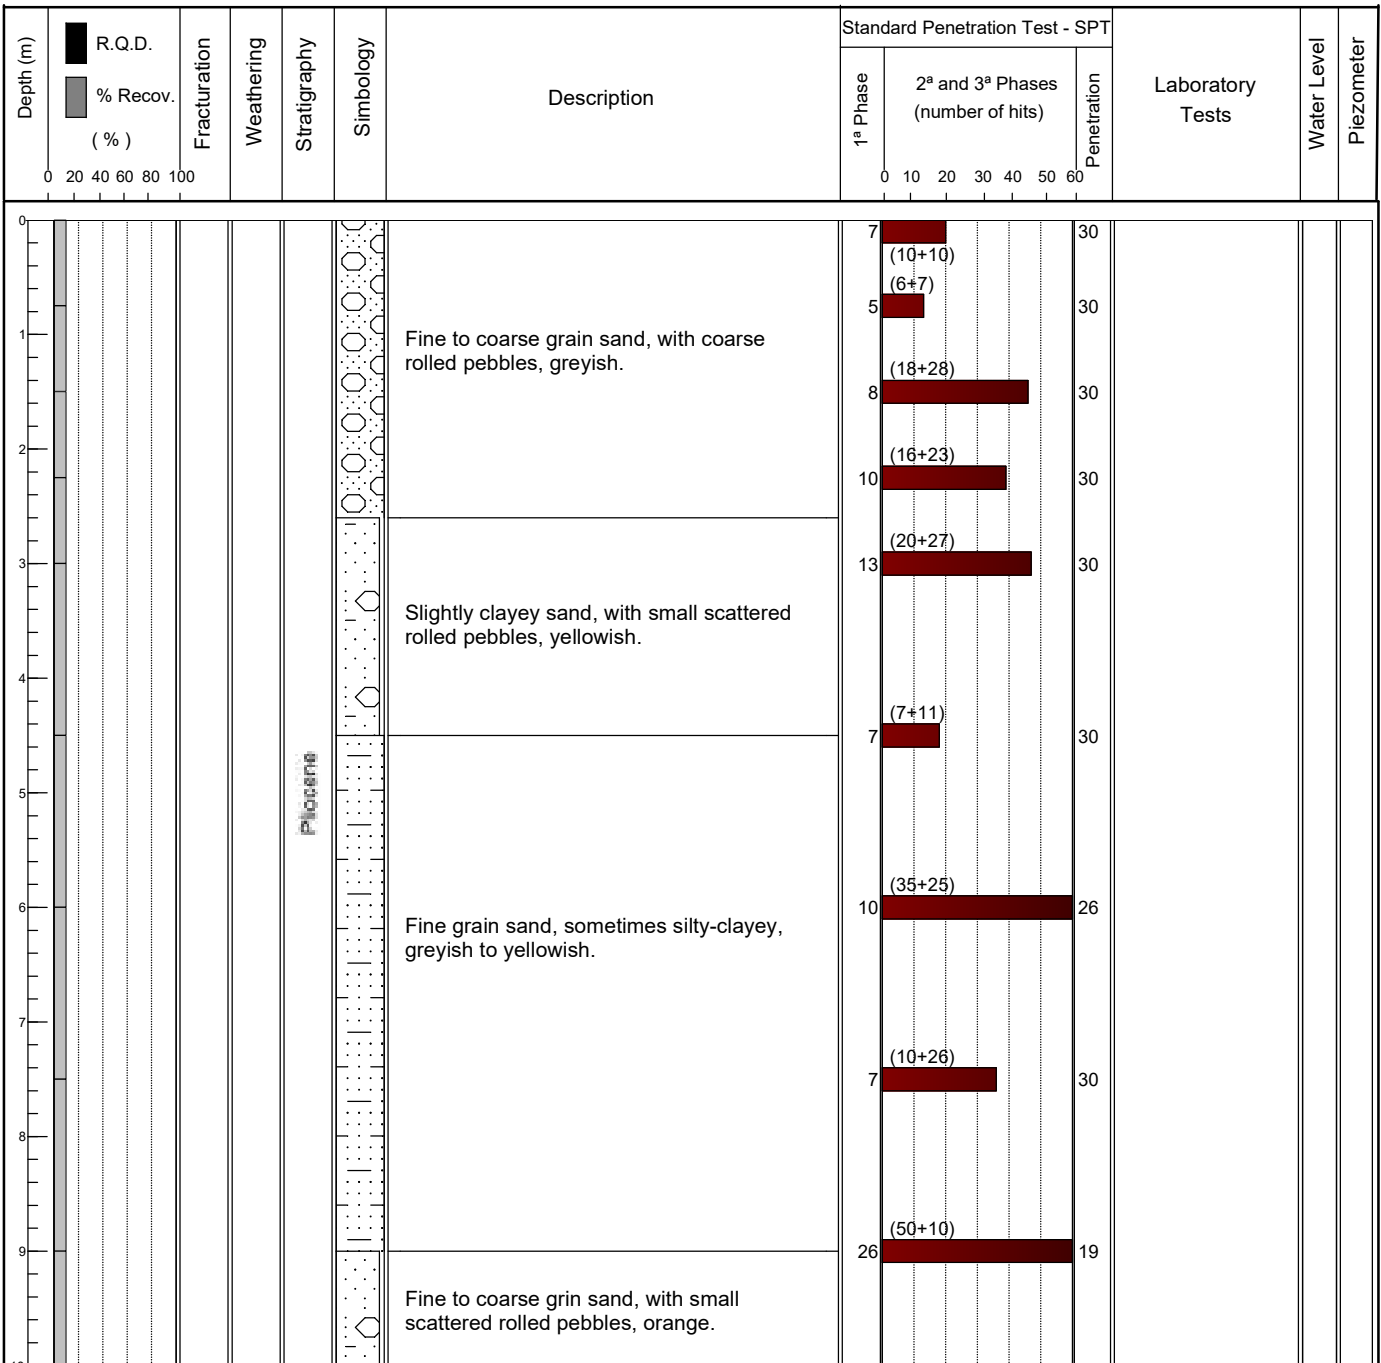 Standard Penetration Test - SPT
Depth (m)
R.Q.D.
% Recov.
( % )
0 20 40 60 80 100
Fracturation
Weathering
Stratigraphy
Simbology
Description
1ª Phase
2ª and 3ª Phases
(number of hits)
0 10 20 30 40 50 60
Penetration
Laboratory
Tests
Water Level
Piezometer
0
7
30
(10+10)
(6+7)
5
30
1
Fine to coarse grain sand, with coarse
rolled pebbles, greyish.
(18+28)
8
30
2
(16+23)
10
30
(20+27)
3
13
30
Slightly clayey sand, with small scattered
rolled pebbles, yellowish.
4
(7+11)
7
30
Pliocene
5
(35+25)
6
10
26
Fine grain sand, sometimes silty-clayey,
greyish to yellowish.
7
(10+26)
7
30
8
(50+10)
9
26
19
Fine to coarse grin sand, with small
scattered rolled pebbles, orange.